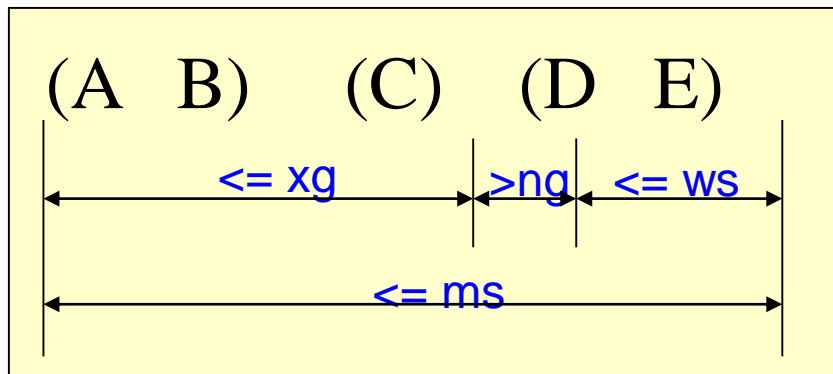 (A B) (C) (D E)
<= xg >ng <= ws
<= ms